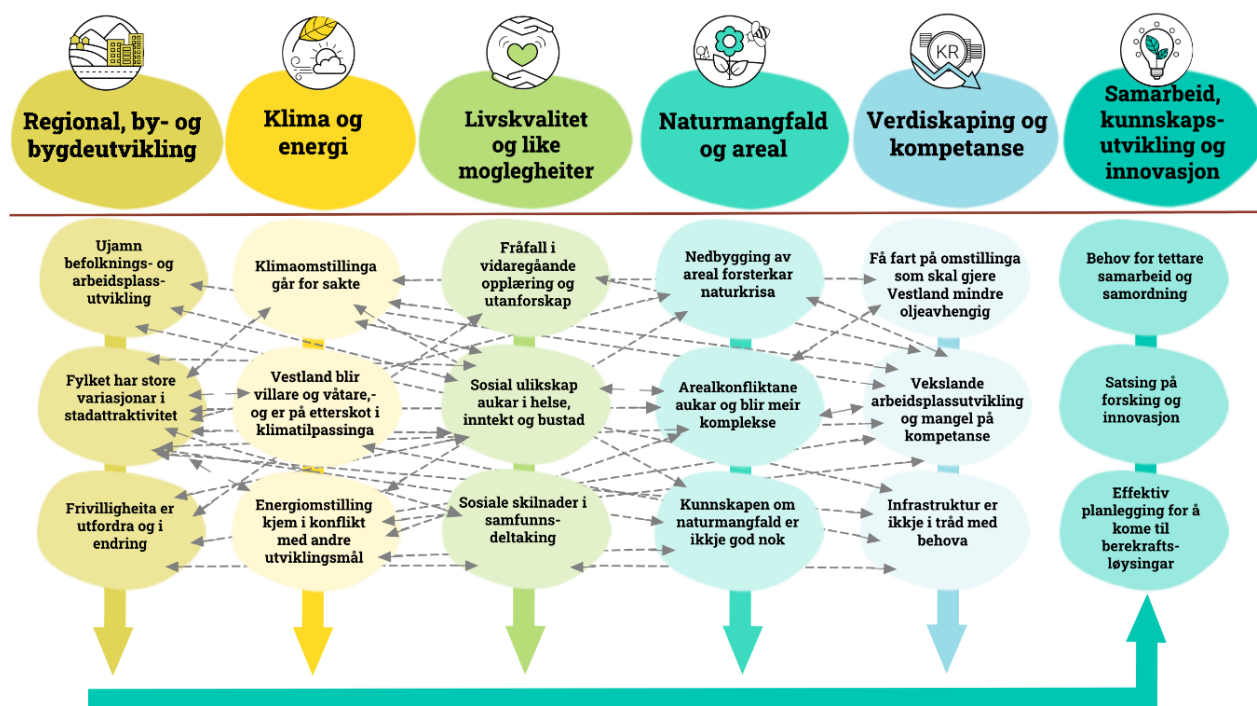 Regional, by- og
bygdeutvikling
Klima og
energi
Livskvalitet
og like
moglegheiter
Naturmangfald
og areal
KR
Verdiskaping og
kompetanse
Samarbeid,
kunnskaps-
utvikling og
innovasjon
Ujamn
befolknings- og
arbeidsplass-
utvikling
Klimaomstillinga
går for sakte
Fråfall i
vidaregåande
opplæring og
utanforskap
Nedbygging av
areal forsterkar
naturkrisa
Få fart på omstillinga
som skal gjere
Vestland mindre
oljeavhengig
Behov for tettare
samarbeid og
samordning
Fylket har store
variasjonar i
stadattraktivitet
Vestland blir
villare og våtare,-
og er på etterskot i
klimatilpassinga
Sosial ulikskap
aukar i helse,
inntekt og bustad
Arealkonfliktane
aukar og blir meir
komplekse
Vekslande
arbeidsplassutvikling
og mangel på
kompetanse
Satsing på
forsking og
innovasjon
Frivilligheita er
utfordra og i
endring
Energiomstilling
kjem i konflikt
med andre
utviklingsmål
Sosiale skilnader i
samfunns-
deltaking
Kunnskapen om
naturmangfald er
ikkje god nok
Infrastruktur er
ikkje i tråd med
behova
Effektiv
planlegging for å
kome til
berekrafts-
løysingar